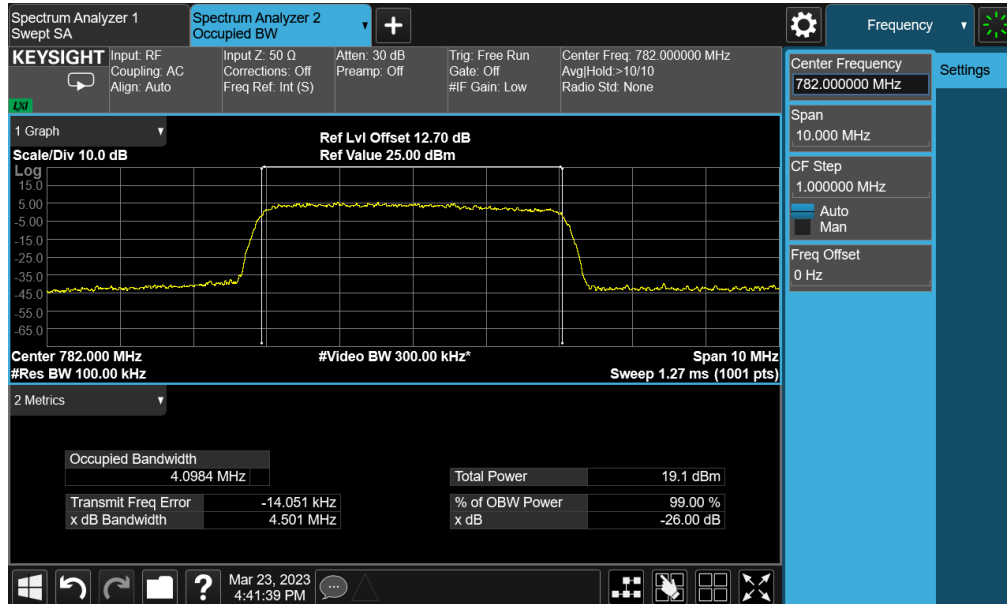 Spectrum Analyzer 1
Swept SA
Spectrum Analyzer 2
Occupied BW
+
Frequency
KEYSIGHT
LXI
Input: RF
Coupling: AC
Align: Auto
Input Z: 50 Ω
Corrections: Off
Freq Ref: Int (S)
Atten: 30 dB
Preamp: Off
Trig: Free Run
Gate: Off
#IF Gain: Low
Center Freq: 782.000000 MHz
Avg|Hold:>10/10
Radio Std: None
Center Frequency
782.000000 MHz
Settings
Span
10.000 MHz
CF Step
1.000000 MHz
Auto
Man
Freq Offset
0 Hz
1 Graph
Scale/Div 10.0 dB
Ref Lvl Offset 12.70 dB
Ref Value 25.00 dBm
Log
15.0
5.00
-5.00
-15.0
-25.0
-35.0
-45.0
-55.0
-65.0
Center 782.000 MHz
#Video BW 300.00 kHz*
Span 10 MHz
#Res BW 100.00 kHz
Sweep 1.27 ms (1001 pts)
2 Metrics
Occupied Bandwidth
4.0984 MHz
Total Power 19.1 dBm
Transmit Freq Error -14.051 kHz
% of OBW Power 99.00 %
x dB Bandwidth 4.501 MHz
x dB -26.00 dB
?
Mar 23, 2023
4:41:39 PM